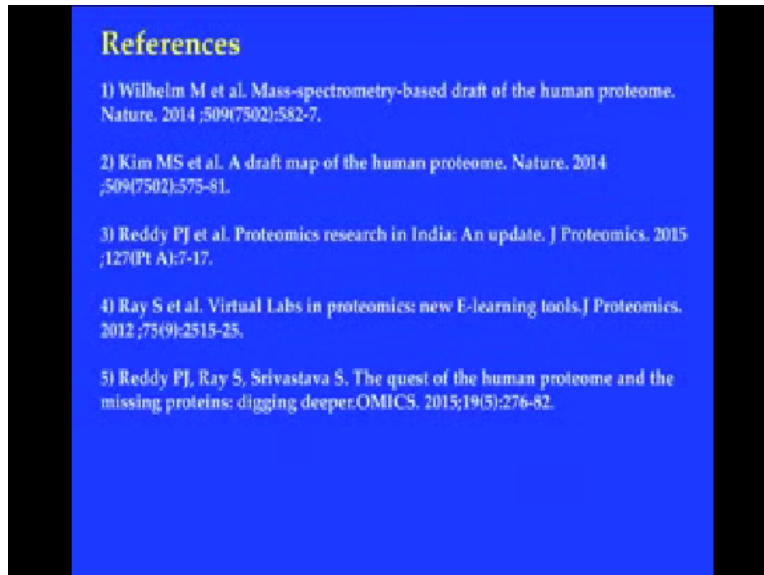 References
1) Wilhelm M et al. Mass-spectrometry-based draft of the human proteome.
Nature. 2014 ;509(7502):582-7.
2) Kim MS et al. A draft map of the human proteome. Nature. 2014
;509(7502):575-81.
3) Reddy PJ et al. Proteomics research in India: An update. J Proteomics. 2015
;127(Pt A):7-17.
4) Ray S et al. Virtual Labs in proteomics: new E-learning tools.J Proteomics.
2012 ;75(9):2515-25.
5) Reddy PJ, Ray S, Srivastava S. The quest of the human proteome and the
missing proteins: digging deeper.OMICS. 2015;19(5):276-82.